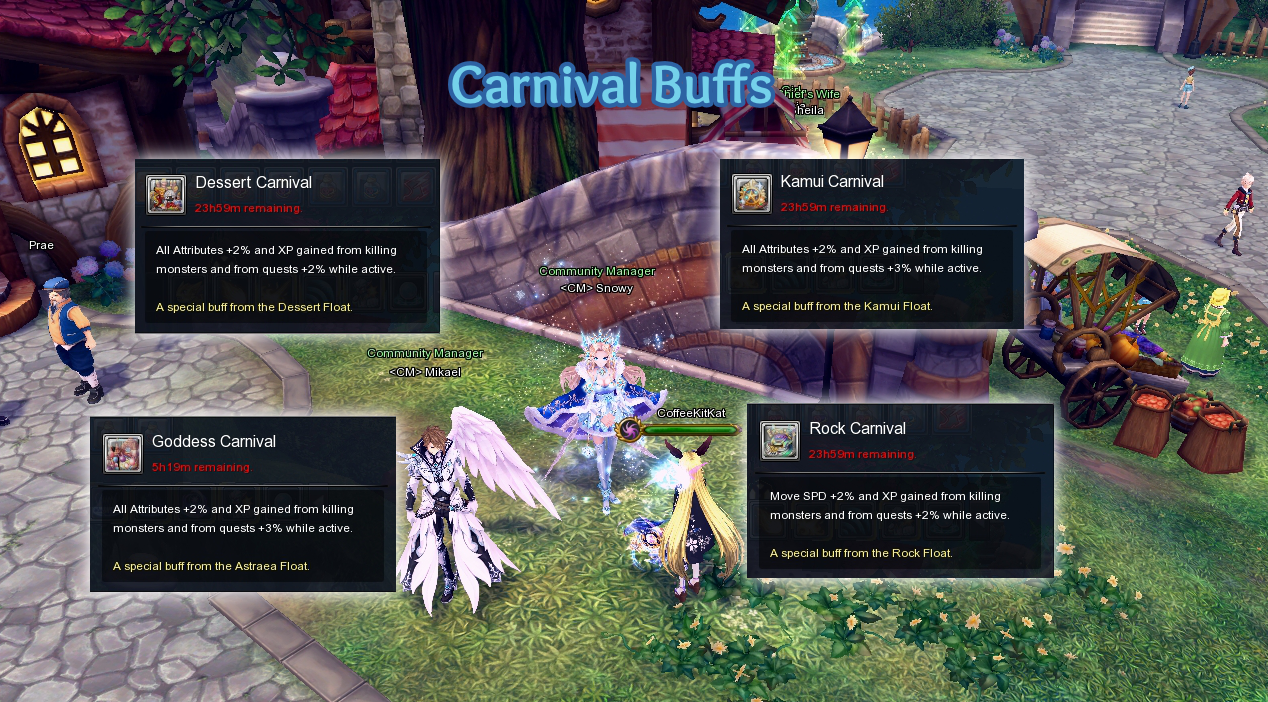 Carnival Buffs
Girl
hief's Wife
heila
Dessert Carnival
23h59m remaining.
All Attributes +2% and XP gained from killing
monsters and from quests +2% while active.
A special buff from the Dessert Float.
Kamui Carnival
23h59m remaining.
All Attributes +2% and XP gained from killing
monsters and from quests +3% while active.
A special buff from the Kamui Float.
Prae
Community Manager
<CM> Snowy
Community Manager
<CM> Mikael
CoffeeKitKat
Goddess Carnival
5h19m remaining.
All Attributes +2% and XP gained from killing
monsters and from quests +3% while active.
A special buff from the Astraea Float.
Rock Carnival
23h59m remaining.
Move SPD +2% and XP gained from killing
monsters and from quests +2% while active.
A special buff from the Rock Float.